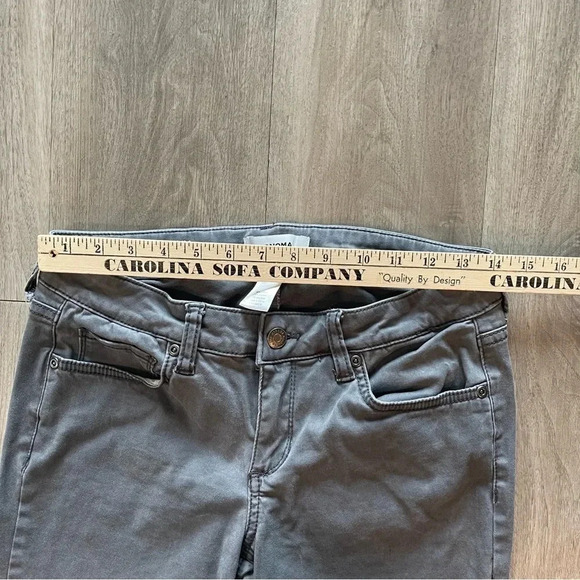 1 2 3 4 5 6 7 8 9 10 11 12 13 14 15 16
CAROLINA SOFA COMPANY "Quality By Design" CAROLINA